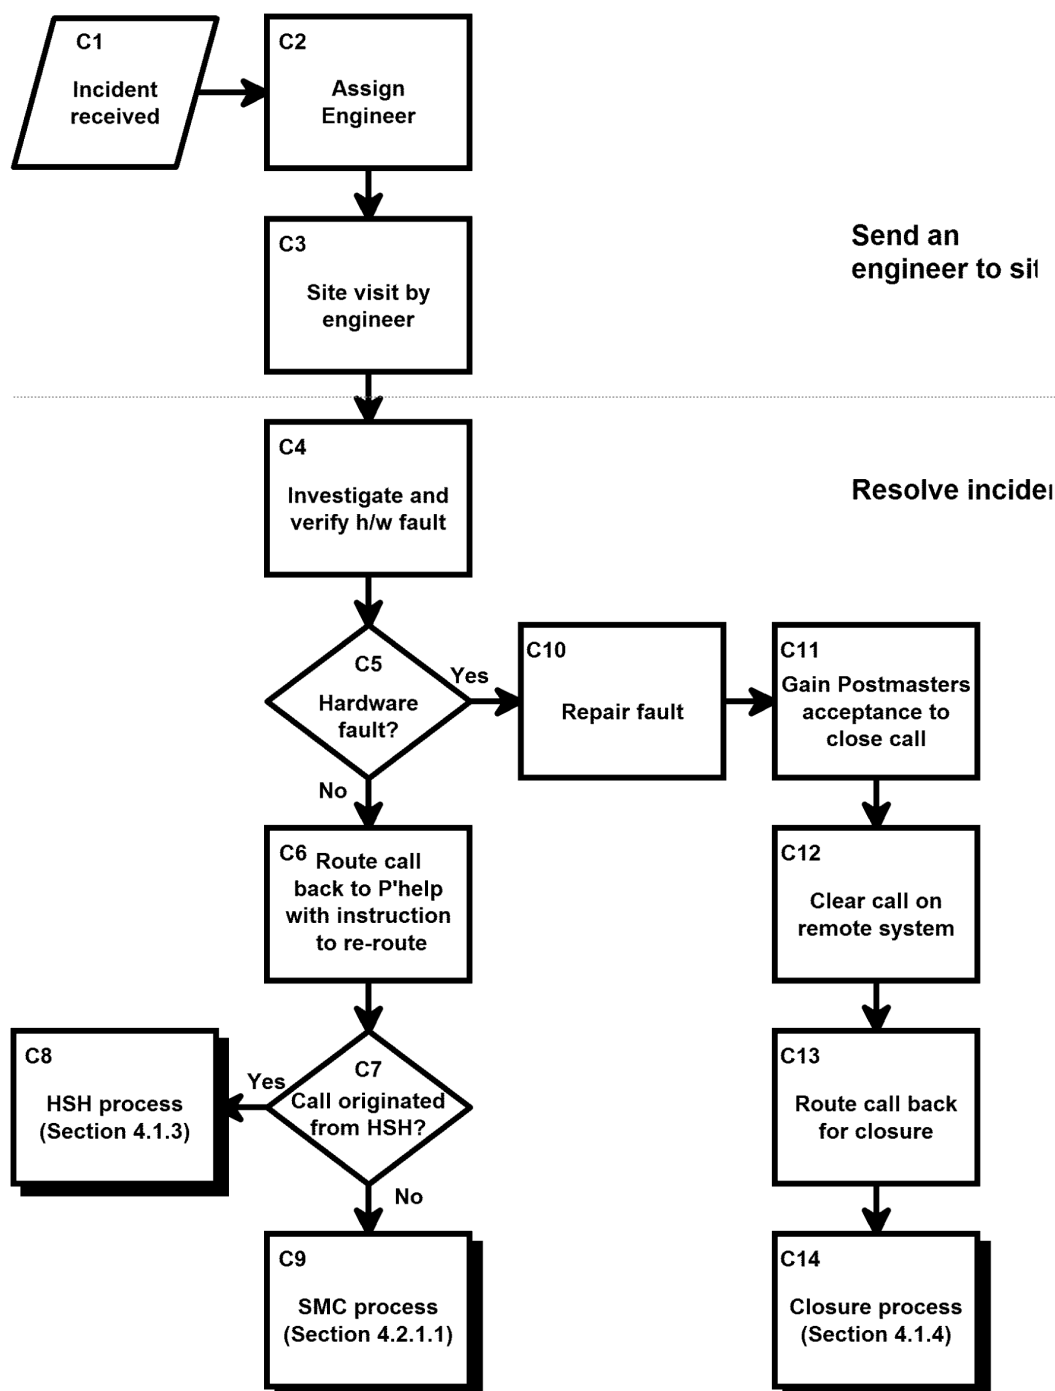 C1
Incident
received
C2
Assign
Engineer
C3
Site visit by
engineer
Send an
engineer to
C4
Investigate and
verify h/w fault
Resolve
C5
Hardware
fault?
Yes
No
C10
Repair fault
C11
Gain Postmasters
acceptance to
close call
C6 Route call
back to P'help
with instruction
to re-route
C12
Clear call on
remote system
C7
Call originated
from HSH?
Yes
No
C8
HSH process
(Section 4.1.3)
C13
Route call back
for closure
C9
SMC process
(Section 4.2.1.1)
C14
Closure process
(Section 4.1.4)